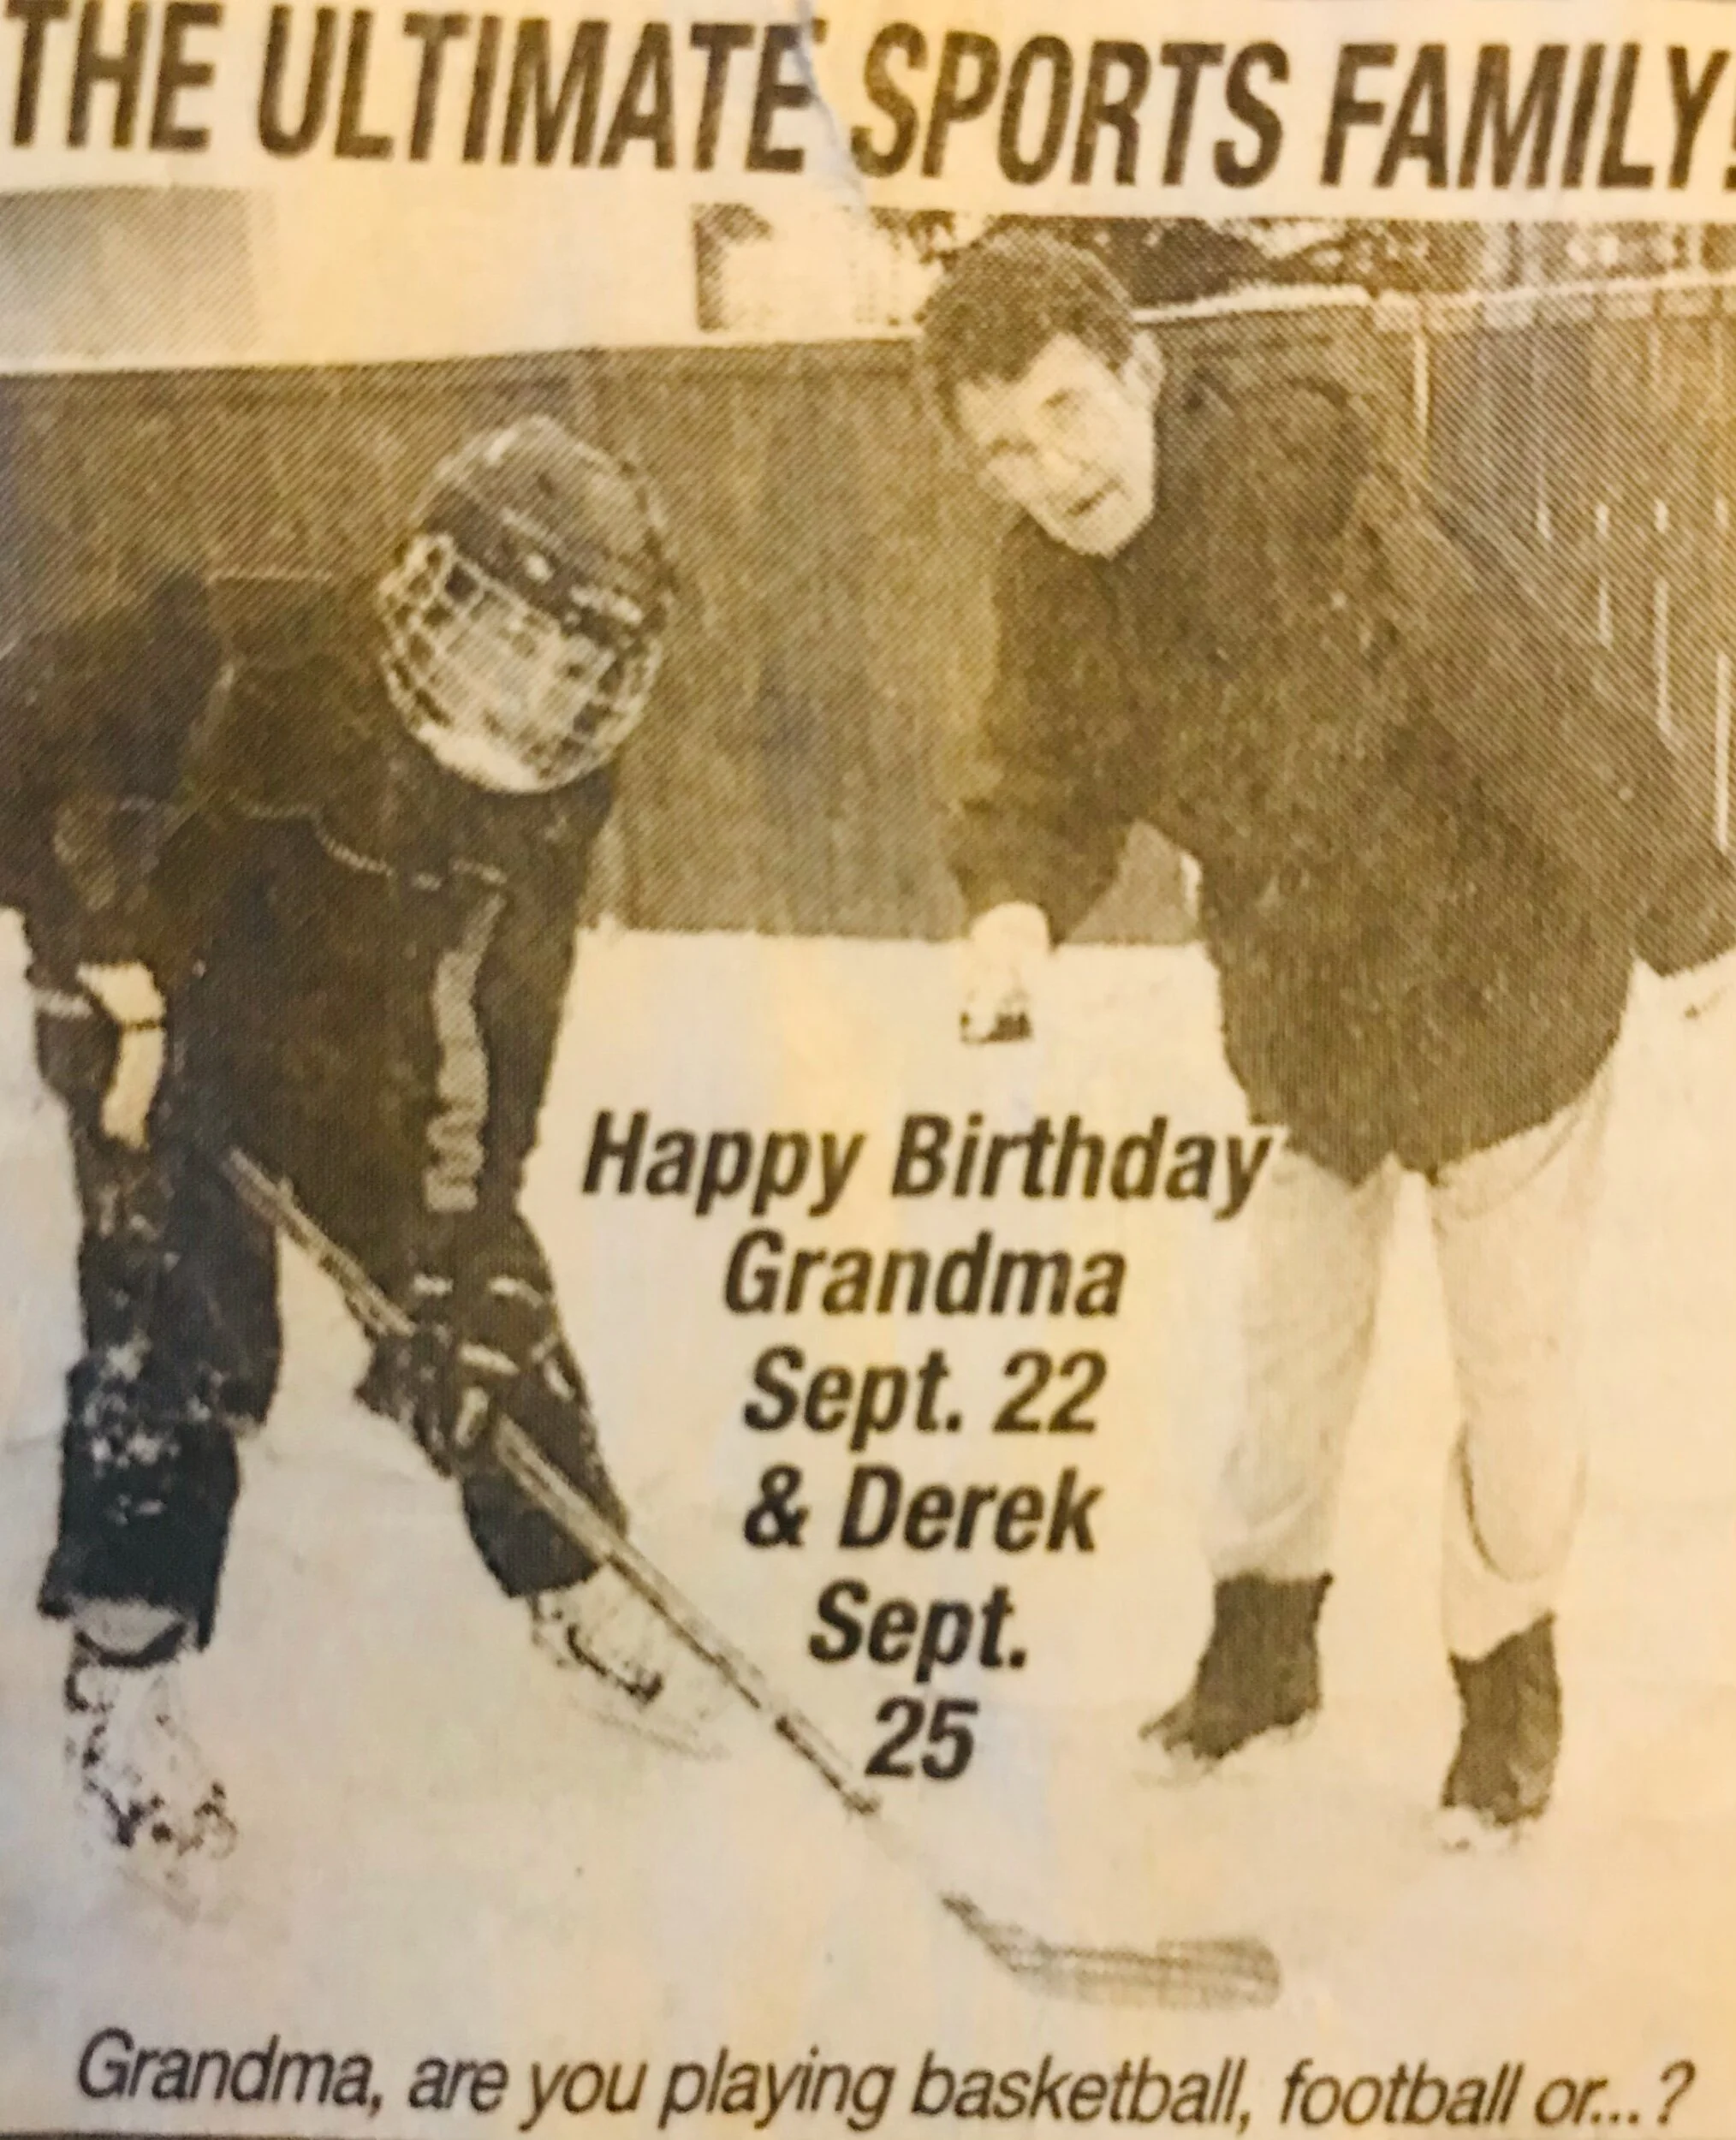 THE ULTIMATE SPORTS FAMILY!
Happy Birthday
Grandma
Sept. 22
& Derek
Sept.
25
Grandma, are you playing basketball, football or...?